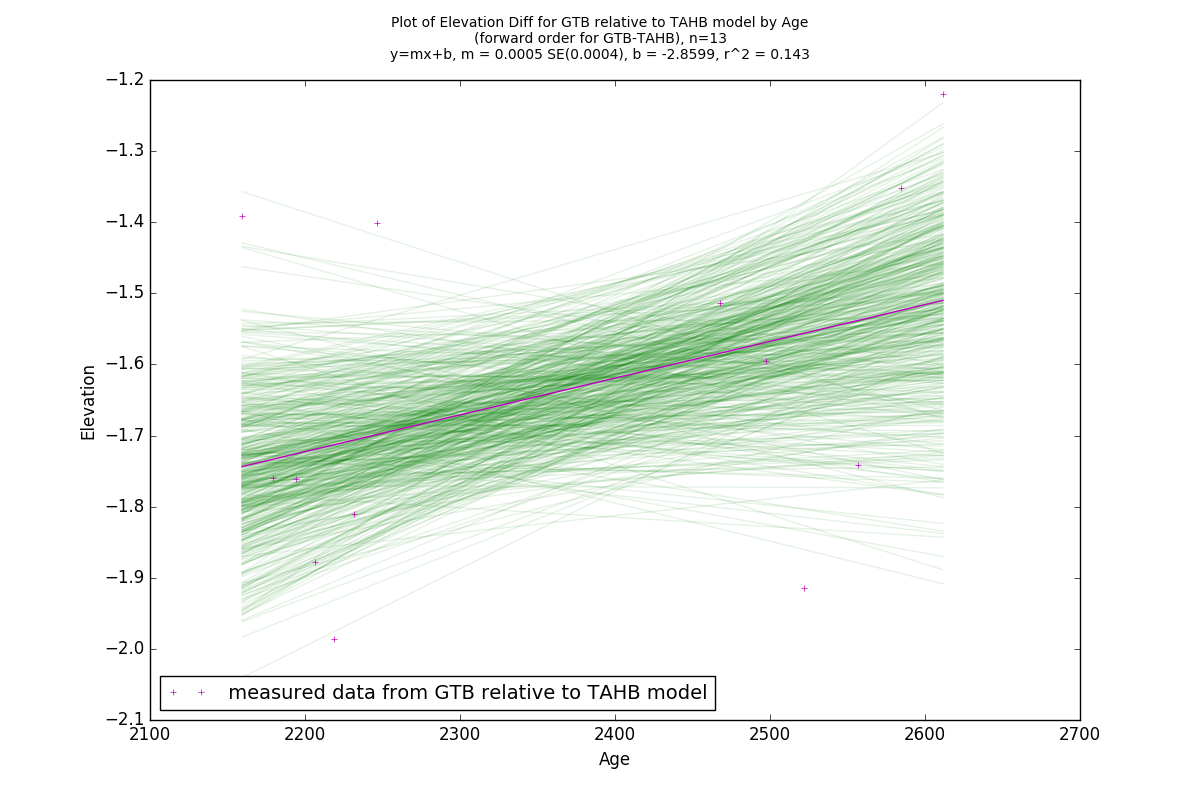 Plot of Elevation Diff for GTB relative to TAHB model by Age
(forward order for GTB-TAHB), n=13
y=mx+b, m = 0.0005 SE(0.0004), b = -2.8599, r^2 = 0.143
−1.2
−1.3
−1.4
−1.5
−1.6
−1.7
−1.8
−1.9
−2.0
−2.1
Elevation
measured data from GTB relative to TAHB model
2100 2200 2300 2400 2500 2600 2700
Age